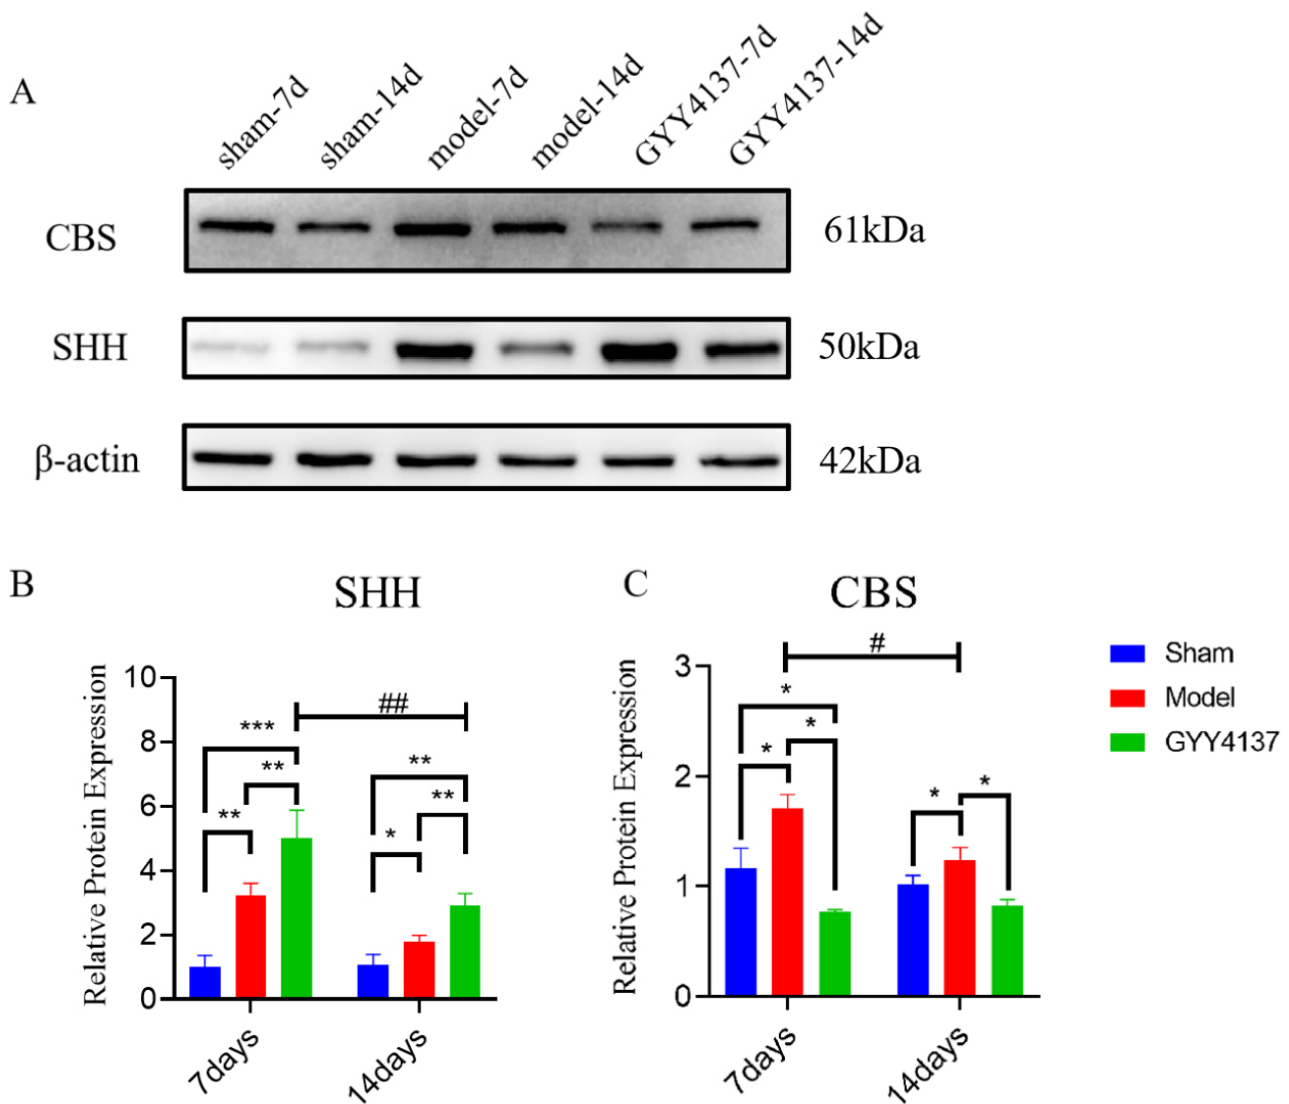 A
sham-7d
sham-14d
model-7d
model-14d
GYY4137-7d
GYY4137-14d
CBS
61kDa
SHH
50kDa
β-actin
42kDa
B
SHH
Relative Protein Expression
10
8
6
4
2
0
***
**
**
##
**
**
*
7days
14days
C
CBS
Relative Protein Expression
3
2
1
0
#
*
*
*
*
*
7days
14days
Sham
Model
GYY4137